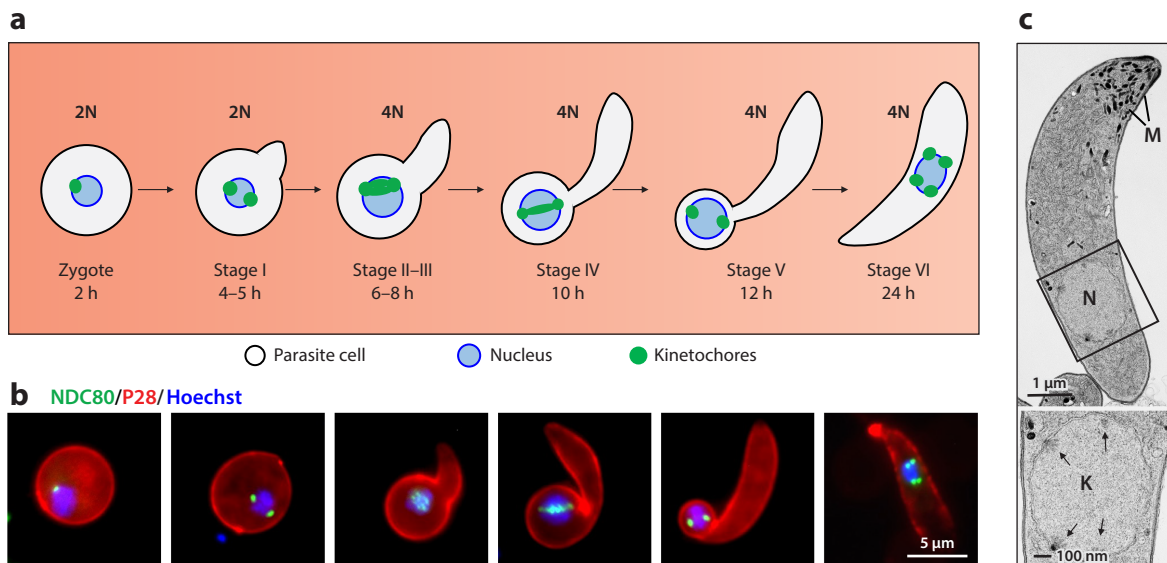 a
2N 2N 4N 4N 4N 4N
Zygote Stage I Stage II–III Stage IV Stage V Stage VI
2 h 4–5 h 6–8 h 10 h 12 h 24 h
Parasite cell Nucleus Kinetochores
b NDC80/P28/Hoechst
5 µm
c
M
N
1 µm
K
100 nm